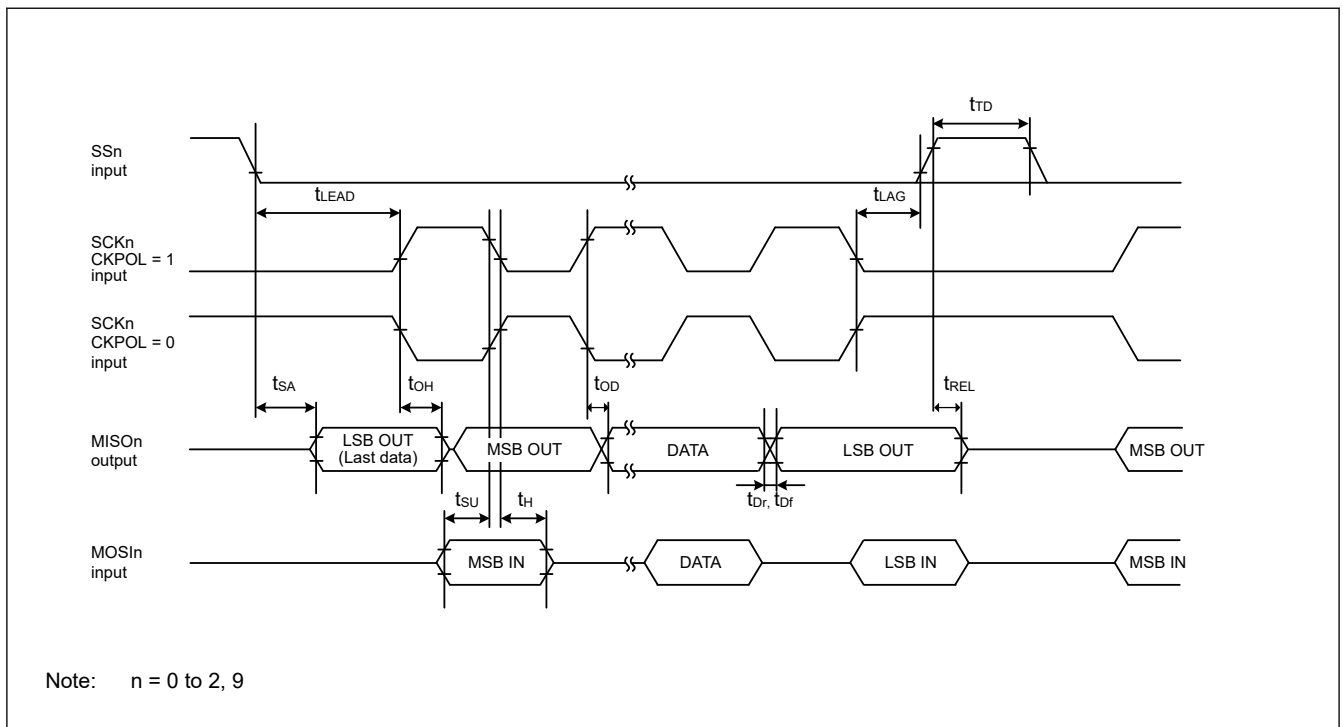 tTD
SSn
input
tLEAD
tLAG
SCKn
CKPOL = 1
input
SCKn
CKPOL = 0
input
tSA
tOH
tOD
tREL
MISOn
output
LSB OUT
(Last data)
MSB OUT
DATA
LSB OUT
MSB OUT
tSU
tH
tDr, tDf
MOSIn
input
MSB IN
DATA
LSB IN
MSB IN
Note: n = 0 to 2, 9